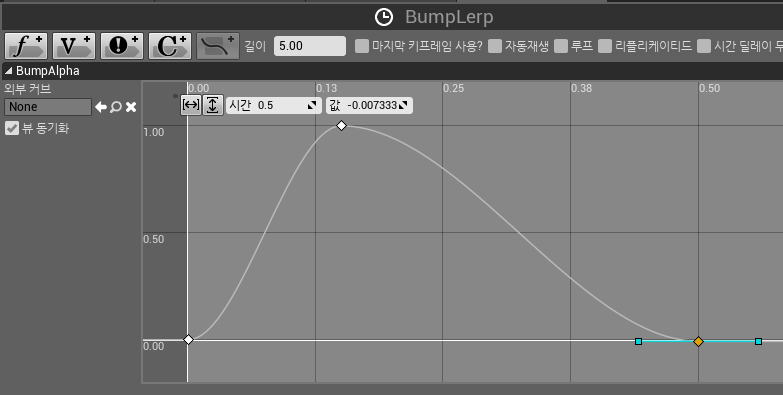 BumpLerp
f+ V+ !+ C+ 길이 5.00 마지막 키프레임 사용? 자동재생 루프 리플리케이티드 시간 딜레이 무
BumpAlpha
외부 커브
None
뷰 동기화
0.00 0.13 0.25 0.38 0.50
시간 0.5 값 -0.007333
1.00
0.50
0.00